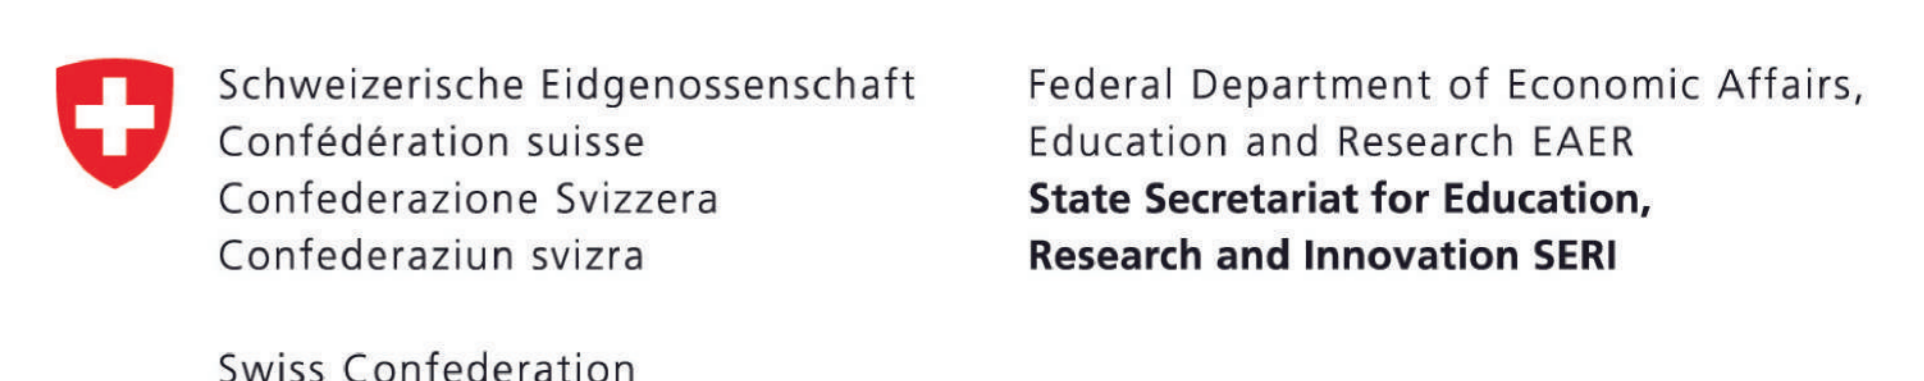 Schweizerische Eidgenossenschaft
Confédération suisse
Confederazione Svizzera
Confederaziun svizra
Swiss Confederation
Federal Department of Economic Affairs,
Education and Research EAER
State Secretariat for Education,
Research and Innovation SERI